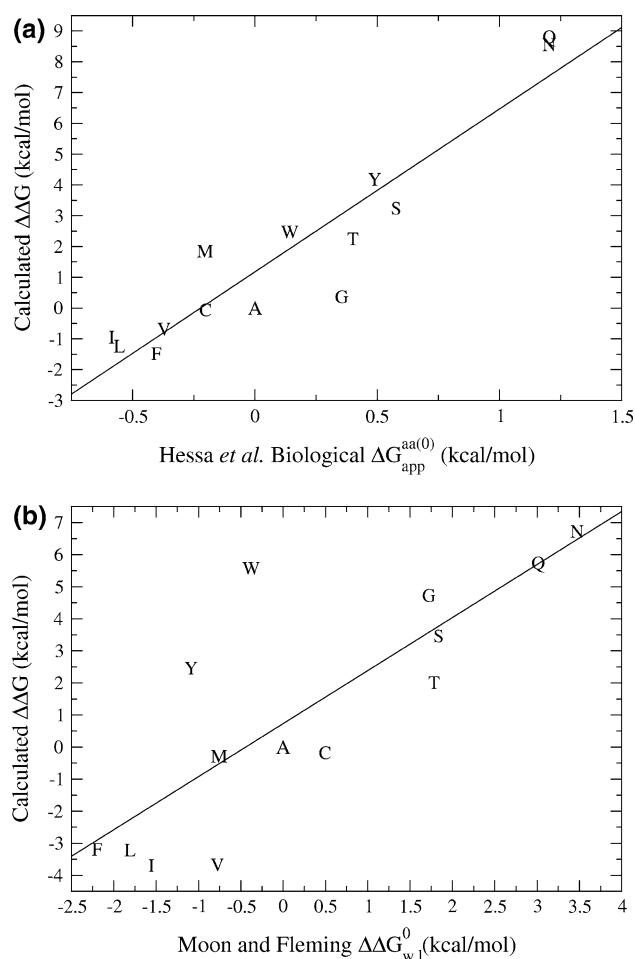 (a)
Calculated ΔΔG (kcal/mol)
9
8
7
6
5
4
3
2
1
0
-1
-2
-3
Q
N
Y
S
W
T
M
G
C
A
V
I
L
F
-0.5
0
0.5
1
1.5
Hessa et al. Biological ΔG aa(0) app (kcal/mol)
(b)
Calculated ΔΔG (kcal/mol)
7
6
5
4
3
2
1
0
-1
-2
-3
-4
N
W
Q
G
Y
S
T
M
A
C
F
L
I
V
-2.5
-2
-1.5
-1
-0.5
0
0.5
1
1.5
2
2.5
3
3.5
4
Moon and Fleming ΔΔG 0 w,l (kcal/mol)